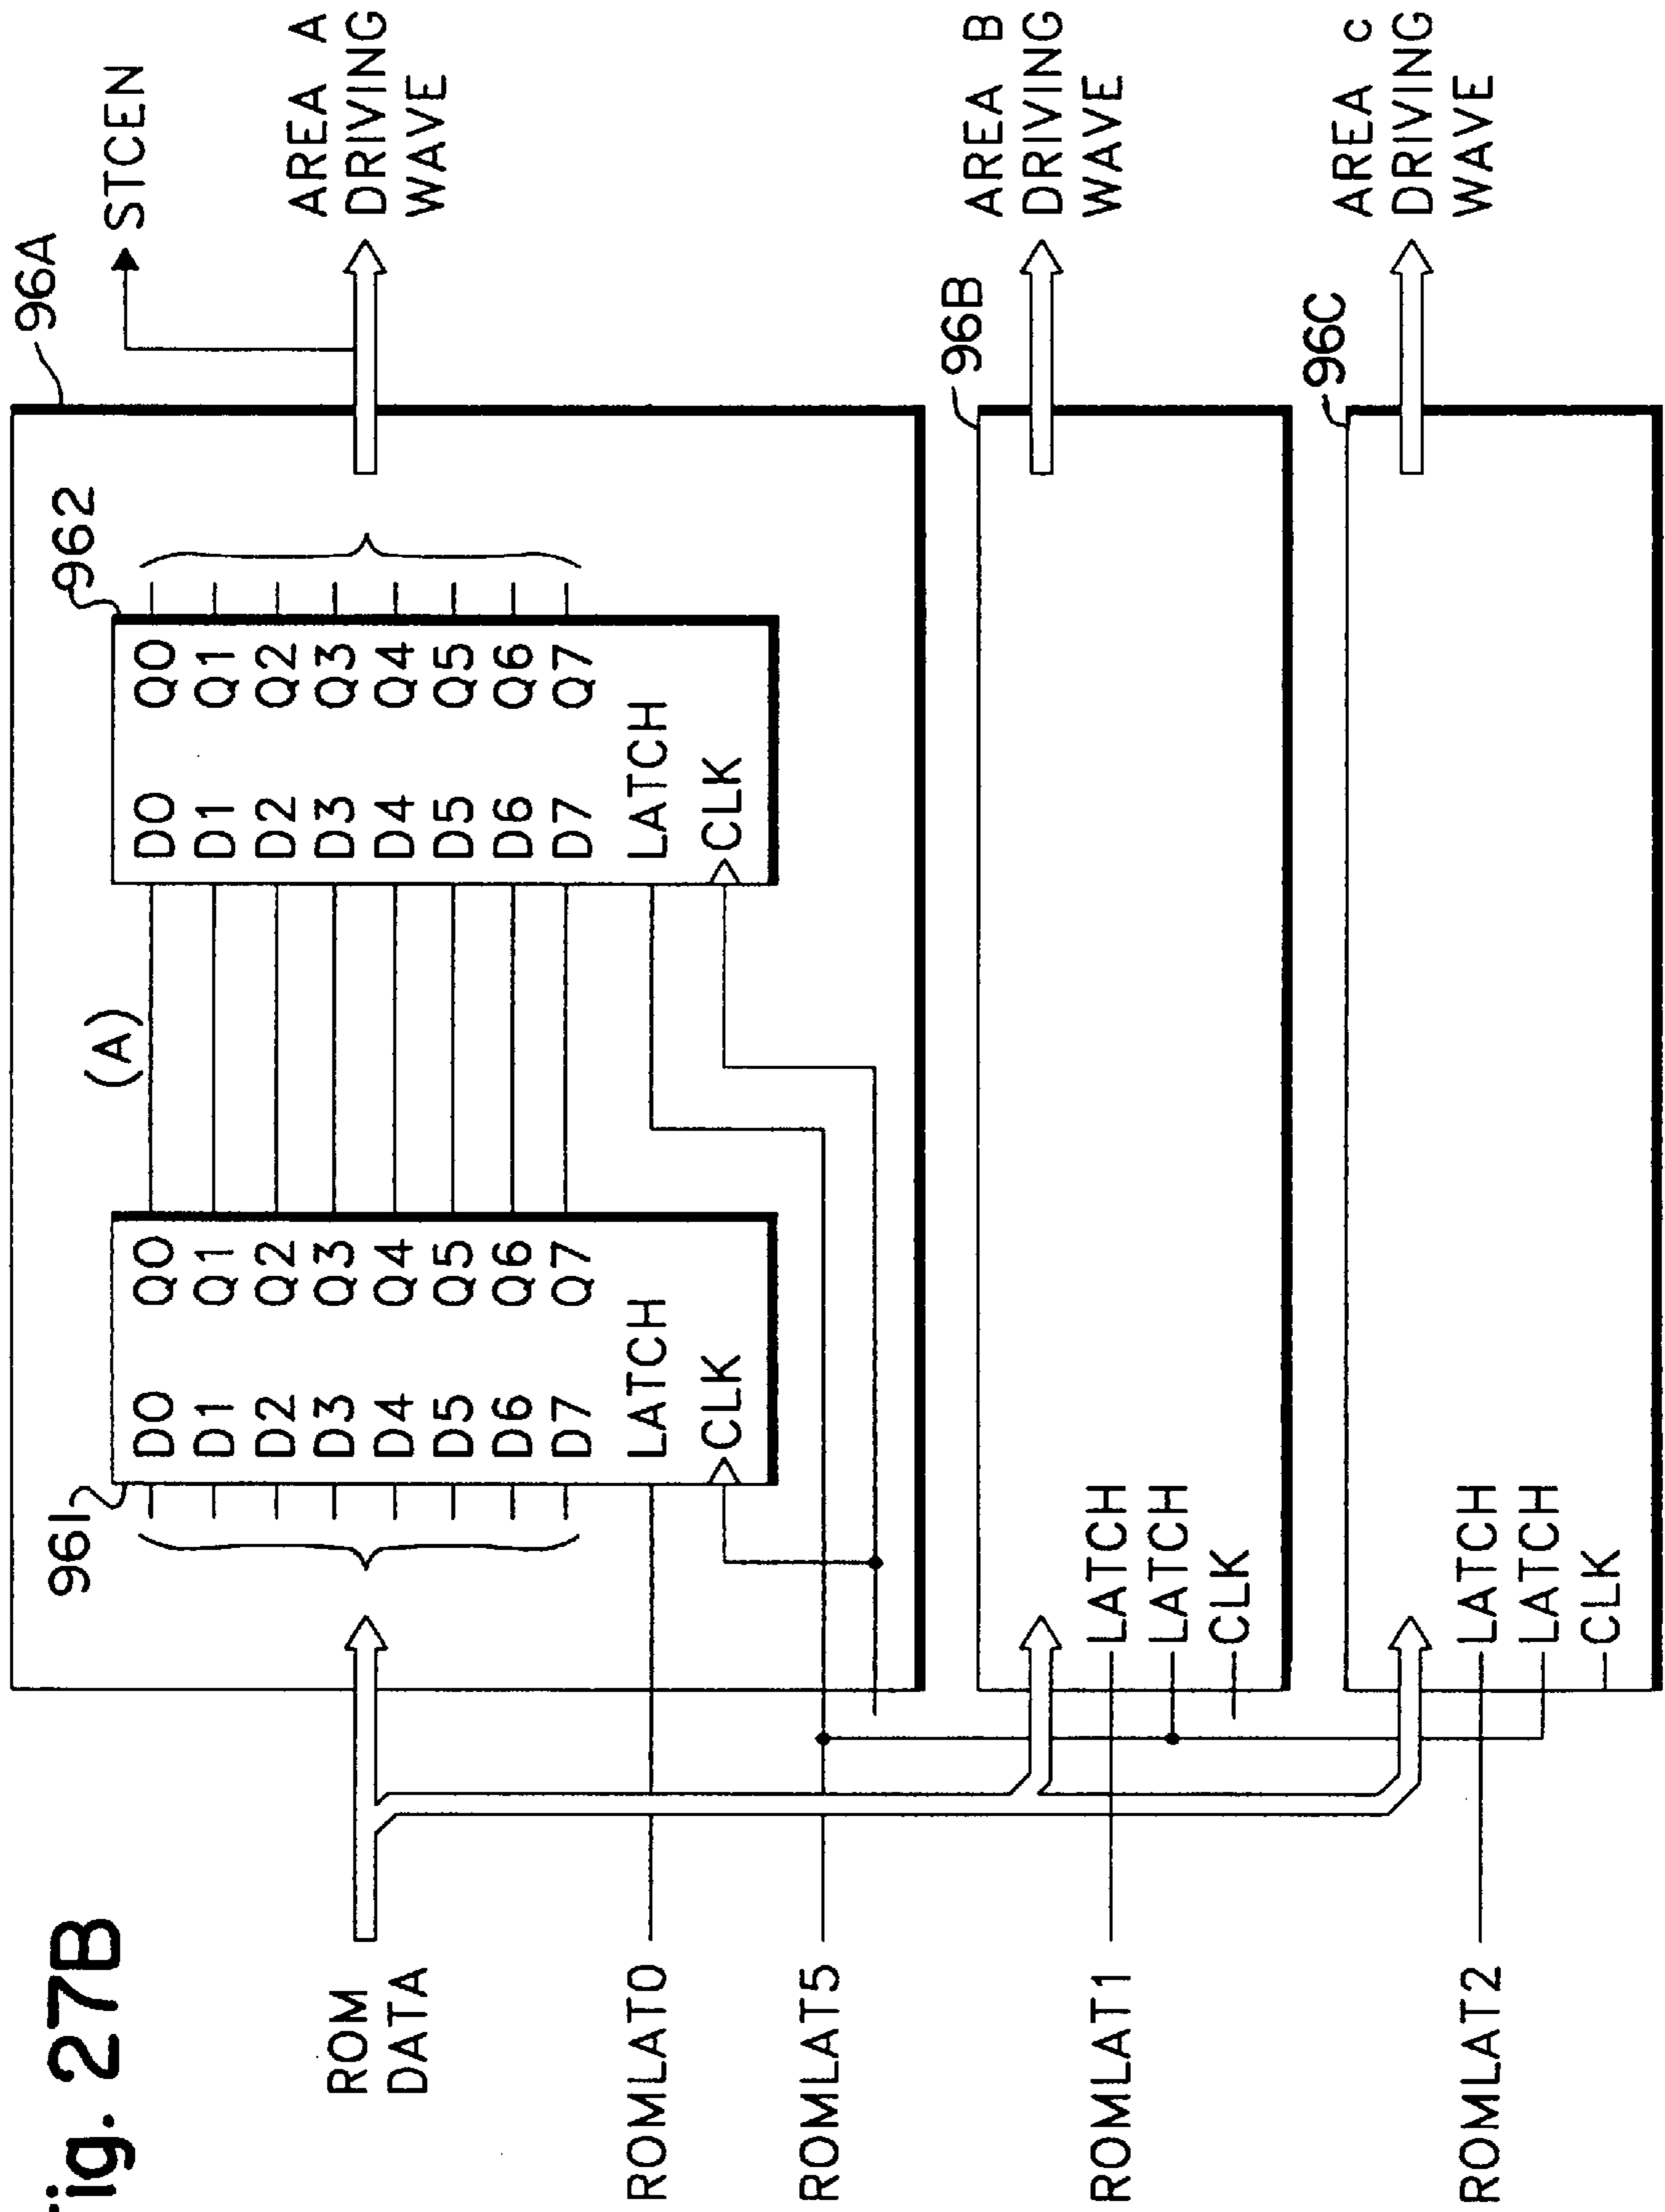 Fig. 27B
96A
STCEN
AREA A
DRIVING
WAVE
ROM
DATA
961
D0 Q0
D1 Q1
D2 Q2
D3 Q3
D4 Q4
D5 Q5
D6 Q6
D7 Q7
LATCH
CLK
(A)
962
D0 Q0
D1 Q1
D2 Q2
D3 Q3
D4 Q4
D5 Q5
D6 Q6
D7 Q7
LATCH
CLK
ROMLAT0
ROMLAT5
96B
AREA B
DRIVING
WAVE
ROMLAT1
LATCH
LATCH
CLK
96C
AREA c
DRIVING
WAVE
ROMLAT2
LATCH
LATCH
CLK